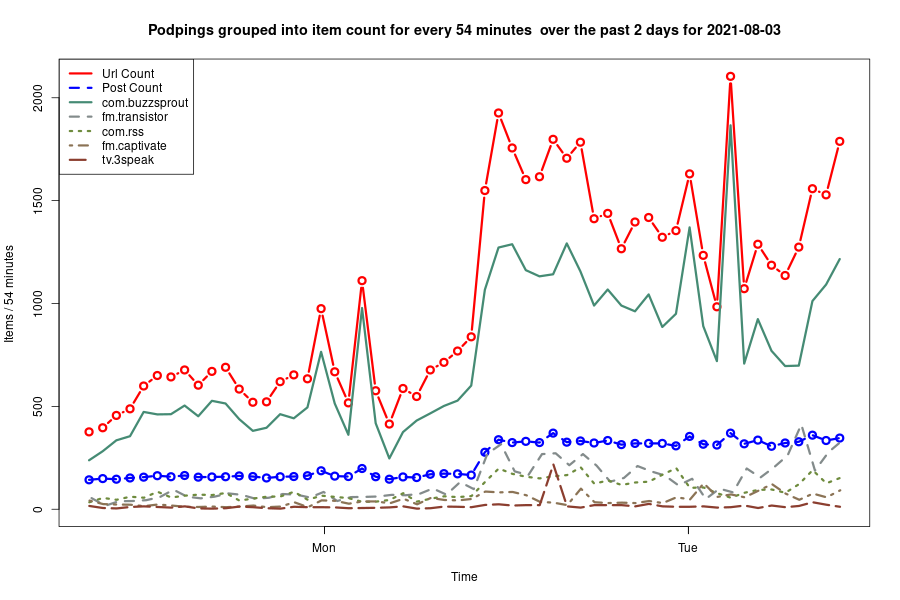 Podpings grouped into item count for every 54 minutes  over the past 2 days for 2021-08-03
Url Count
Post Count
com.buzzsprout
fm.transistor
com.rss
fm.captivate
tv.3speak
Items / 54 minutes
2000
1500
1000
500
0
Mon
Tue
Time